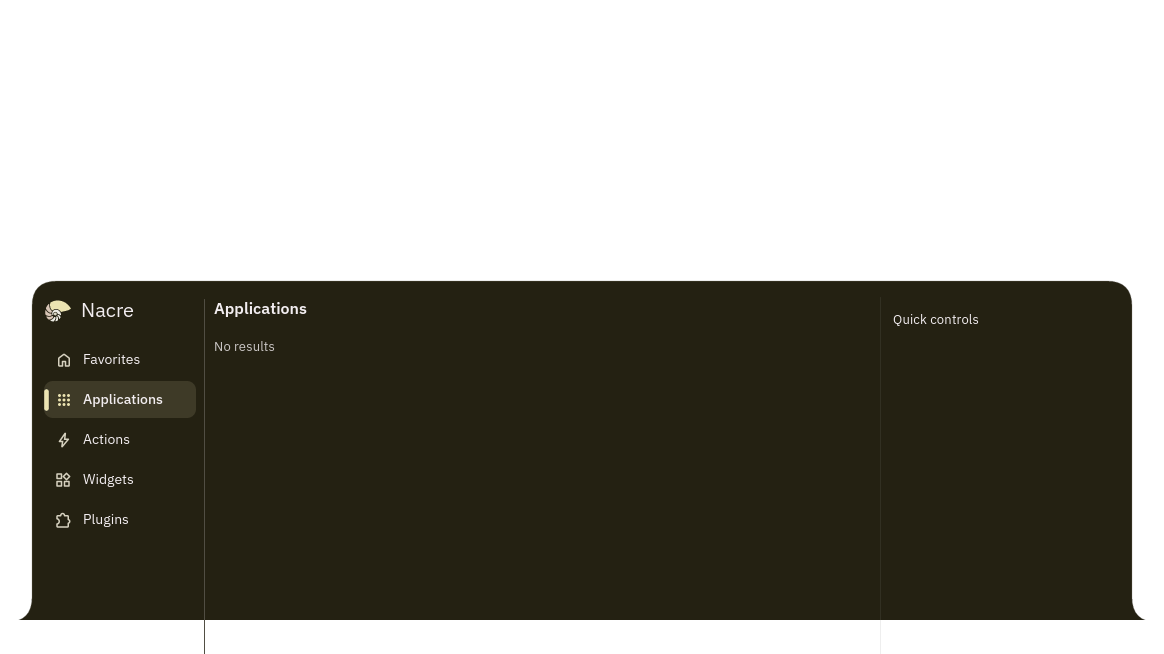 Nacre
Favorites
Applications
Actions
Widgets
Plugins
Applications
No results
Quick controls